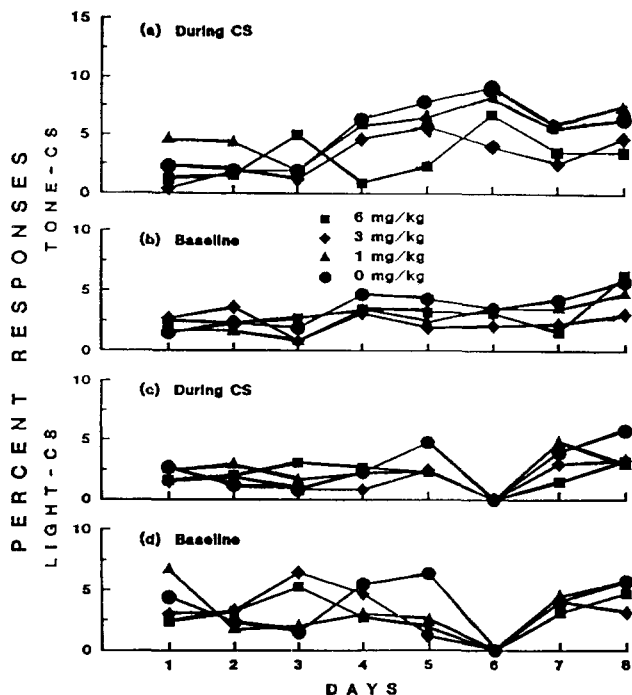 PERCENT RESPONSES
TONE-CS
LIGHT-CS
(a) During CS
15
10
5
0
(b) Baseline
6 mg/kg
3 mg/kg
1 mg/kg
0 mg/kg
10
5
0
(c) During CS
10
5
0
(d) Baseline
10
5
0
1 2 3 4 5 6 7 8
DAYS